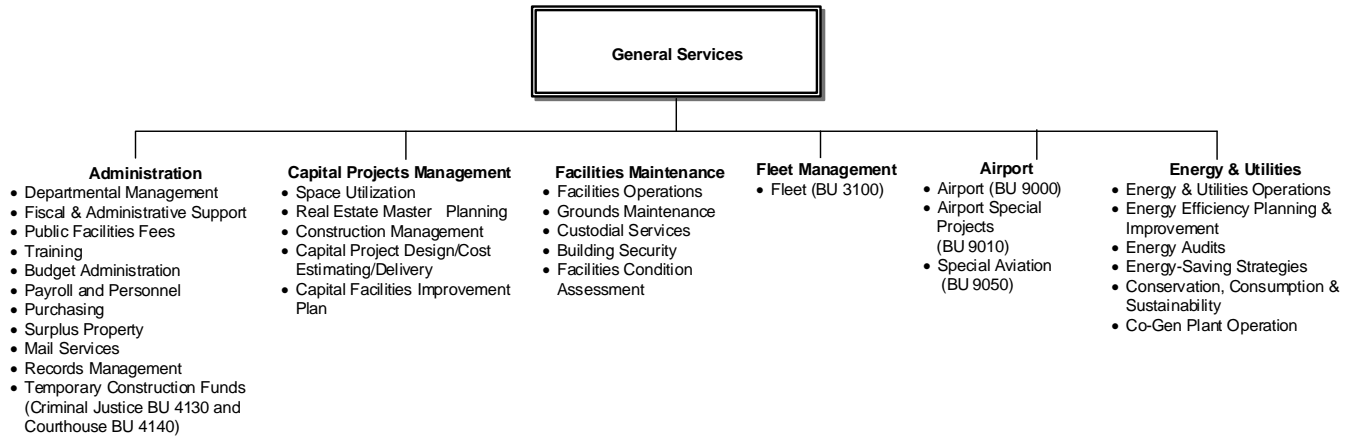 General Services
Administration
• Departmental Management
• Fiscal & Administrative Support
• Public Facilities Fees
• Training
• Budget Administration
• Payroll and Personnel
• Purchasing
• Surplus Property
• Mail Services
• Records Management
• Temporary Construction Funds
(Criminal Justice BU 4130 and
Courthouse BU 4140)
Capital Projects Management
• Space Utilization
• Real Estate Master Planning
• Construction Management
• Capital Project Design/Cost
Estimating/Delivery
• Capital Facilities Improvement
Plan
Facilities Maintenance
• Facilities Operations
• Grounds Maintenance
• Custodial Services
• Building Security
• Facilities Condition
Assessment
Fleet Management
• Fleet (BU 3100)
Airport
• Airport (BU 9000)
• Airport Special
Projects
(BU 9010)
• Special Aviation
(BU 9050)
Energy & Utilities
• Energy & Utilities Operations
• Energy Efficiency Planning &
Improvement
• Energy Audits
• Energy-Saving Strategies
• Conservation, Consumption &
Sustainability
• Co-Gen Plant Operation